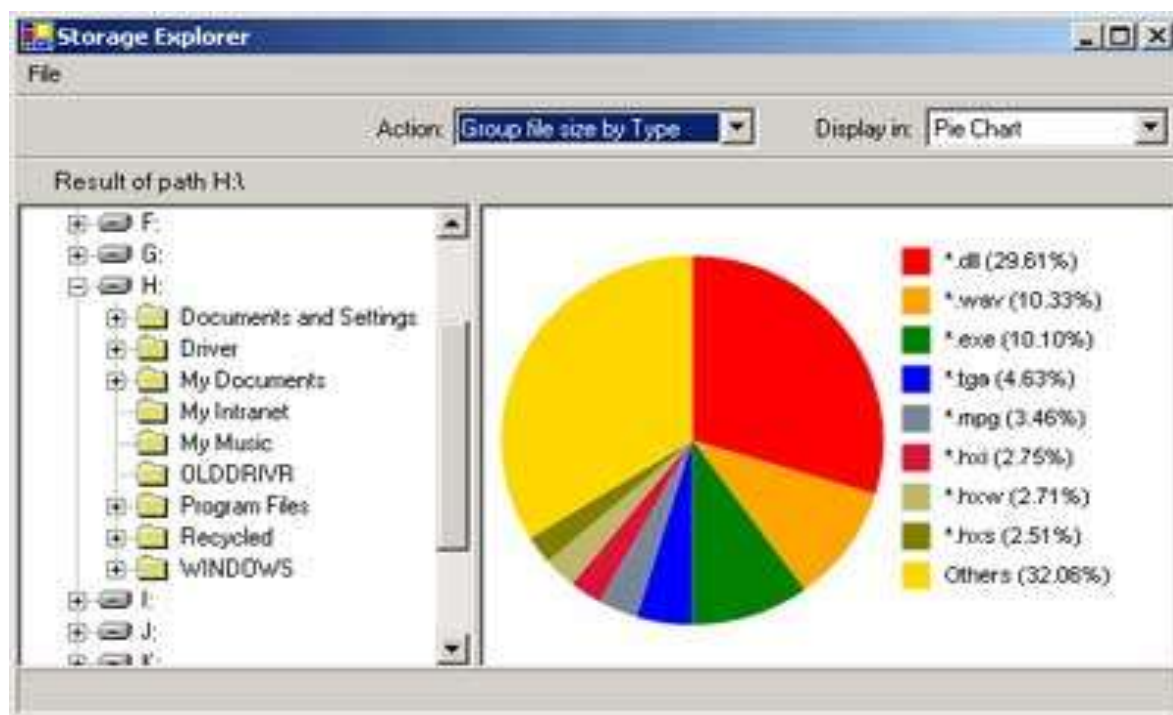 Storage Explorer
File
Action: Group file size by Type Display in: Pie Chart
Result of path H:\
F:
G:
H:
Documents and Settings
Driver
My Documents
My Intranet
My Music
OLDDRIVR
Program Files
Recycled
WINDOWS
I:
J:
K:
*.dll (29.61%)
*.wav (10.33%)
*.exe (10.10%)
*.tga (4.63%)
*.mpg (3.46%)
*.hxi (2.75%)
*.hxw (2.71%)
*.hxs (2.51%)
Others (32.06%)